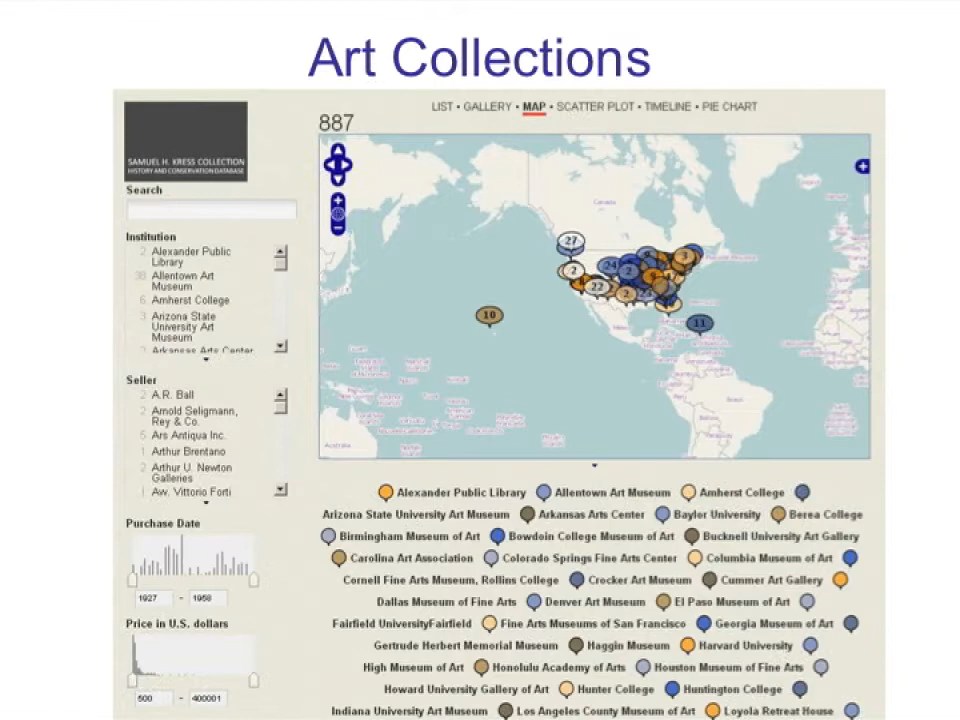 Art Collections
LIST • GALLERY • MAP • SCATTER PLOT • TIMELINE • PIE CHART
887
SAMUEL H. KRESS COLLECTION
HISTORY AND CONSERVATION DATABASE
Search
Institution
2 Alexander Public
Library
38 Allentown Art
Museum
6 Amherst College
3 Arizona State
University Art
Museum
2 Arkansas Arts Center
Seller
2 A.R. Ball
2 Arnold Seligmann,
Rey & Co.
5 Ars Antiqua Inc.
1 Arthur Brentano
2 Arthur U. Newton
Galleries
1 Aw. Vittorio Forti
Purchase Date
1927 - 1958
Price in U.S. dollars
500 - 400001
Canada
27
2
24
2
3
22
2
10
11
Brasil
Australia
Alexander Public Library Allentown Art Museum Amherst College
Arizona State University Art Museum Arkansas Arts Center Baylor University Berea College
Birmingham Museum of Art Bowdoin College Museum of Art Bucknell University Art Gallery
Carolina Art Association Colorado Springs Fine Arts Center Columbia Museum of Art
Cornell Fine Arts Museum, Rollins College Crocker Art Museum Cummer Art Gallery
Dallas Museum of Fine Arts Denver Art Museum El Paso Museum of Art
Fairfield UniversityFairfield Fine Arts Museums of San Francisco Georgia Museum of Art
Gertrude Herbert Memorial Museum Haggin Museum Harvard University
High Museum of Art Honolulu Academy of Arts Houston Museum of Fine Arts
Howard University Gallery of Art Hunter College Huntington College
Indiana University Art Museum Los Angeles County Museum of Art Loyola Retreat House